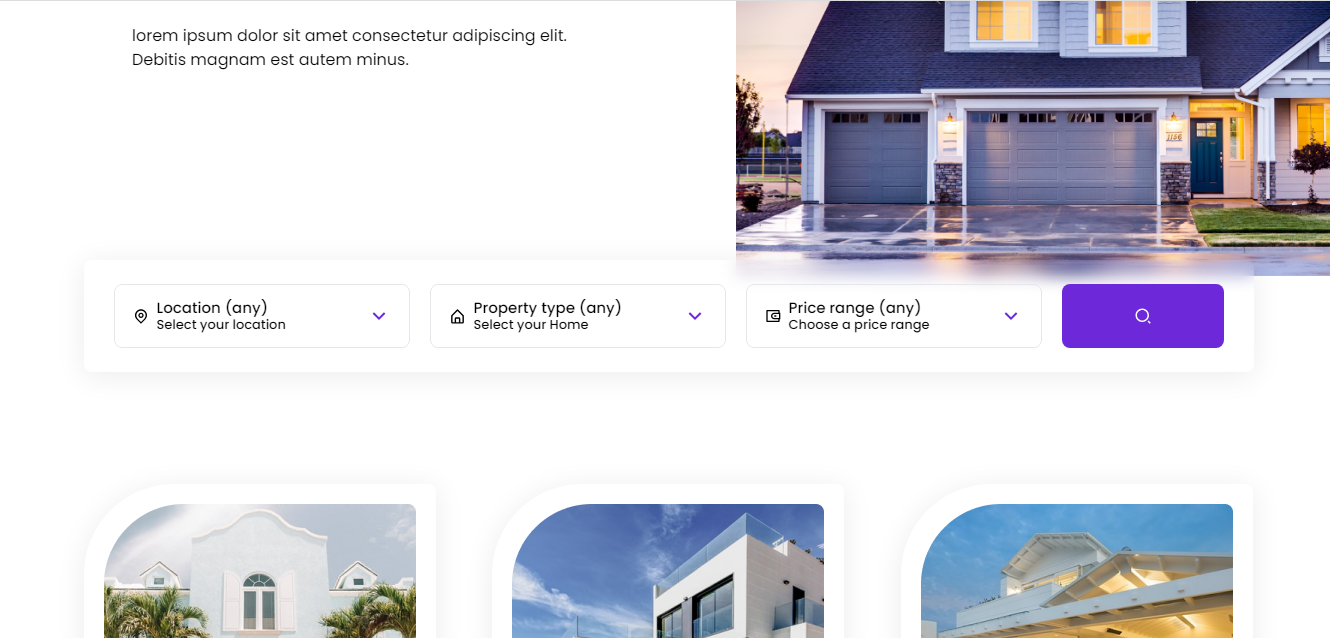 lorem ipsum dolor sit amet consectetur adipiscing elit.
Debitis magnam est autem minus.
1186
Location (any)
Select your location
Property type (any)
Select your Home
Price range (any)
Choose a price range